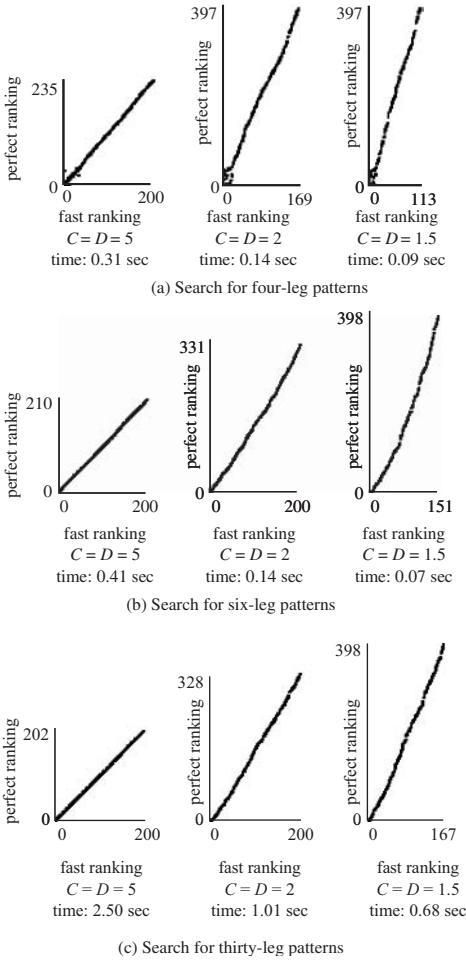 397
perfect ranking
0
0
169
fast ranking
C = D = 2
time: 0.14 sec
397
perfect ranking
0
0
113
fast ranking
C = D = 1.5
time: 0.09 sec
235
perfect ranking
0
0
200
fast ranking
C = D = 5
time: 0.31 sec
(a) Search for four-leg patterns
210
perfect ranking
0
0
200
fast ranking
C = D = 5
time: 0.41 sec
331
perfect ranking
0
0
200
fast ranking
C = D = 2
time: 0.14 sec
398
perfect ranking
0
0
151
fast ranking
C = D = 1.5
time: 0.07 sec
(b) Search for six-leg patterns
202
perfect ranking
0
0
200
fast ranking
C = D = 5
time: 2.50 sec
328
perfect ranking
0
0
200
fast ranking
C = D = 2
time: 1.01 sec
398
perfect ranking
0
0
167
fast ranking
C = D = 1.5
time: 0.68 sec
(c) Search for thirty-leg patterns